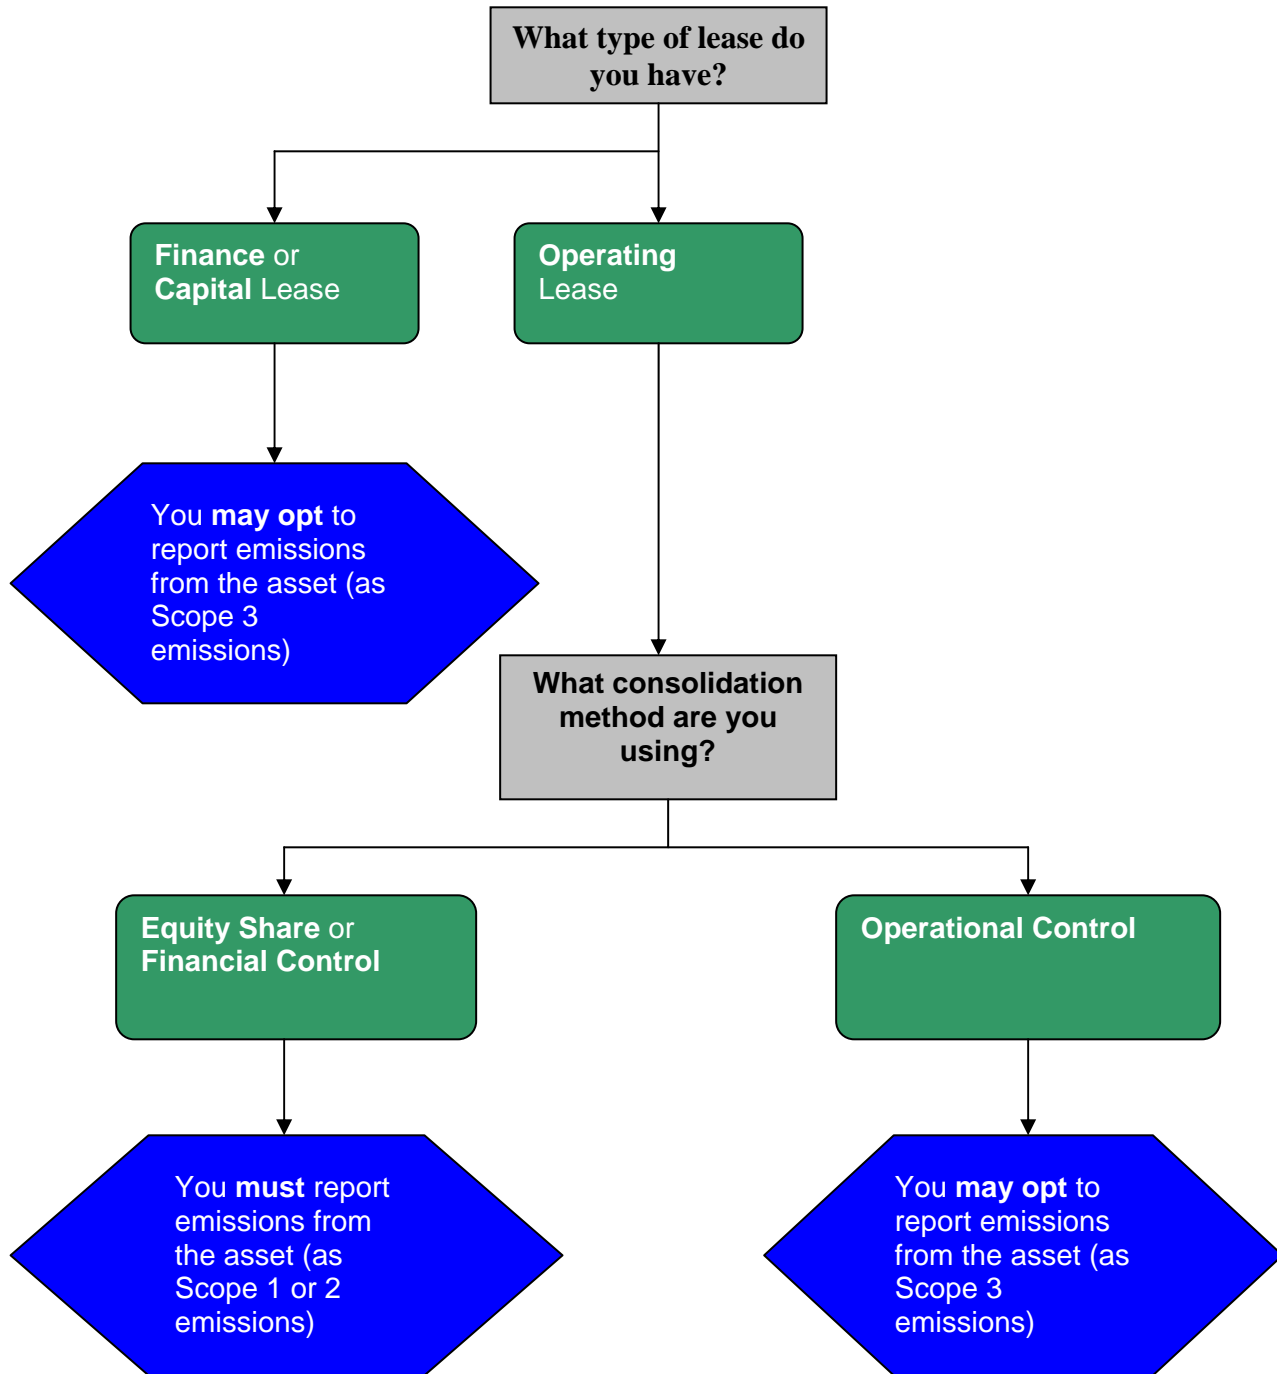 What type of lease do
you have?
Finance or
Capital Lease
Operating
Lease
You may opt to
report emissions
from the asset (as
Scope 3
emissions)
What consolidation
method are you
using?
Equity Share or
Financial Control
Operational Control
You must report
emissions from
the asset (as
Scope 1 or 2
emissions)
You may opt to
report emissions
from the asset (as
Scope 3
emissions)